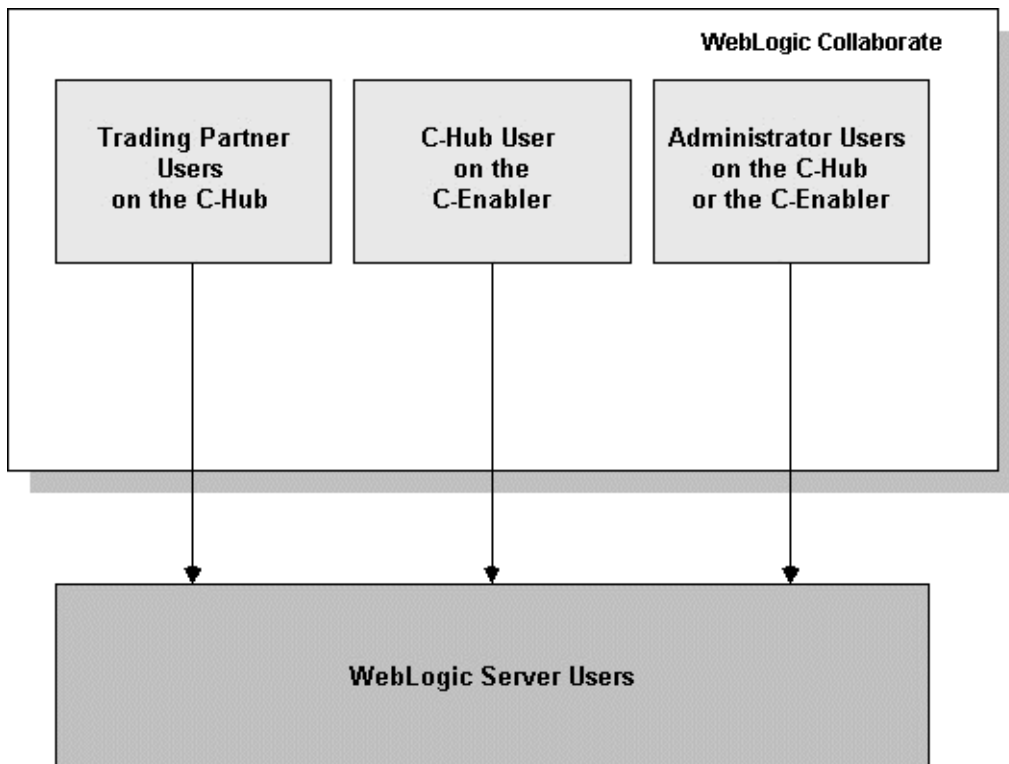 WebLogic Collaborate
Trading Partner
Users
on the C-Hub
C-Hub User
on the
C-Enabler
Administrator Users
on the C-Hub
or the C-Enabler
WebLogic Server Users